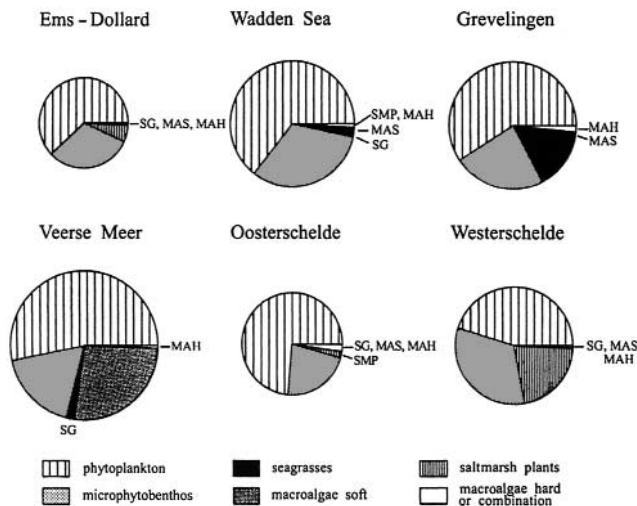 Ems - Dollard
Wadden Sea
Grevelingen
SG, MAS, MAH
SMP, MAH
MAS
SG
MAH
MAS
Veerse Meer
Oosterschelde
Westerschelde
MAH
SG
SG, MAS, MAH
SMP
SG, MAS
MAH
phytoplankton
seagrasses
saltmarsh plants
microphytobenthos
macroalgae soft
macroalgae hard
or combination